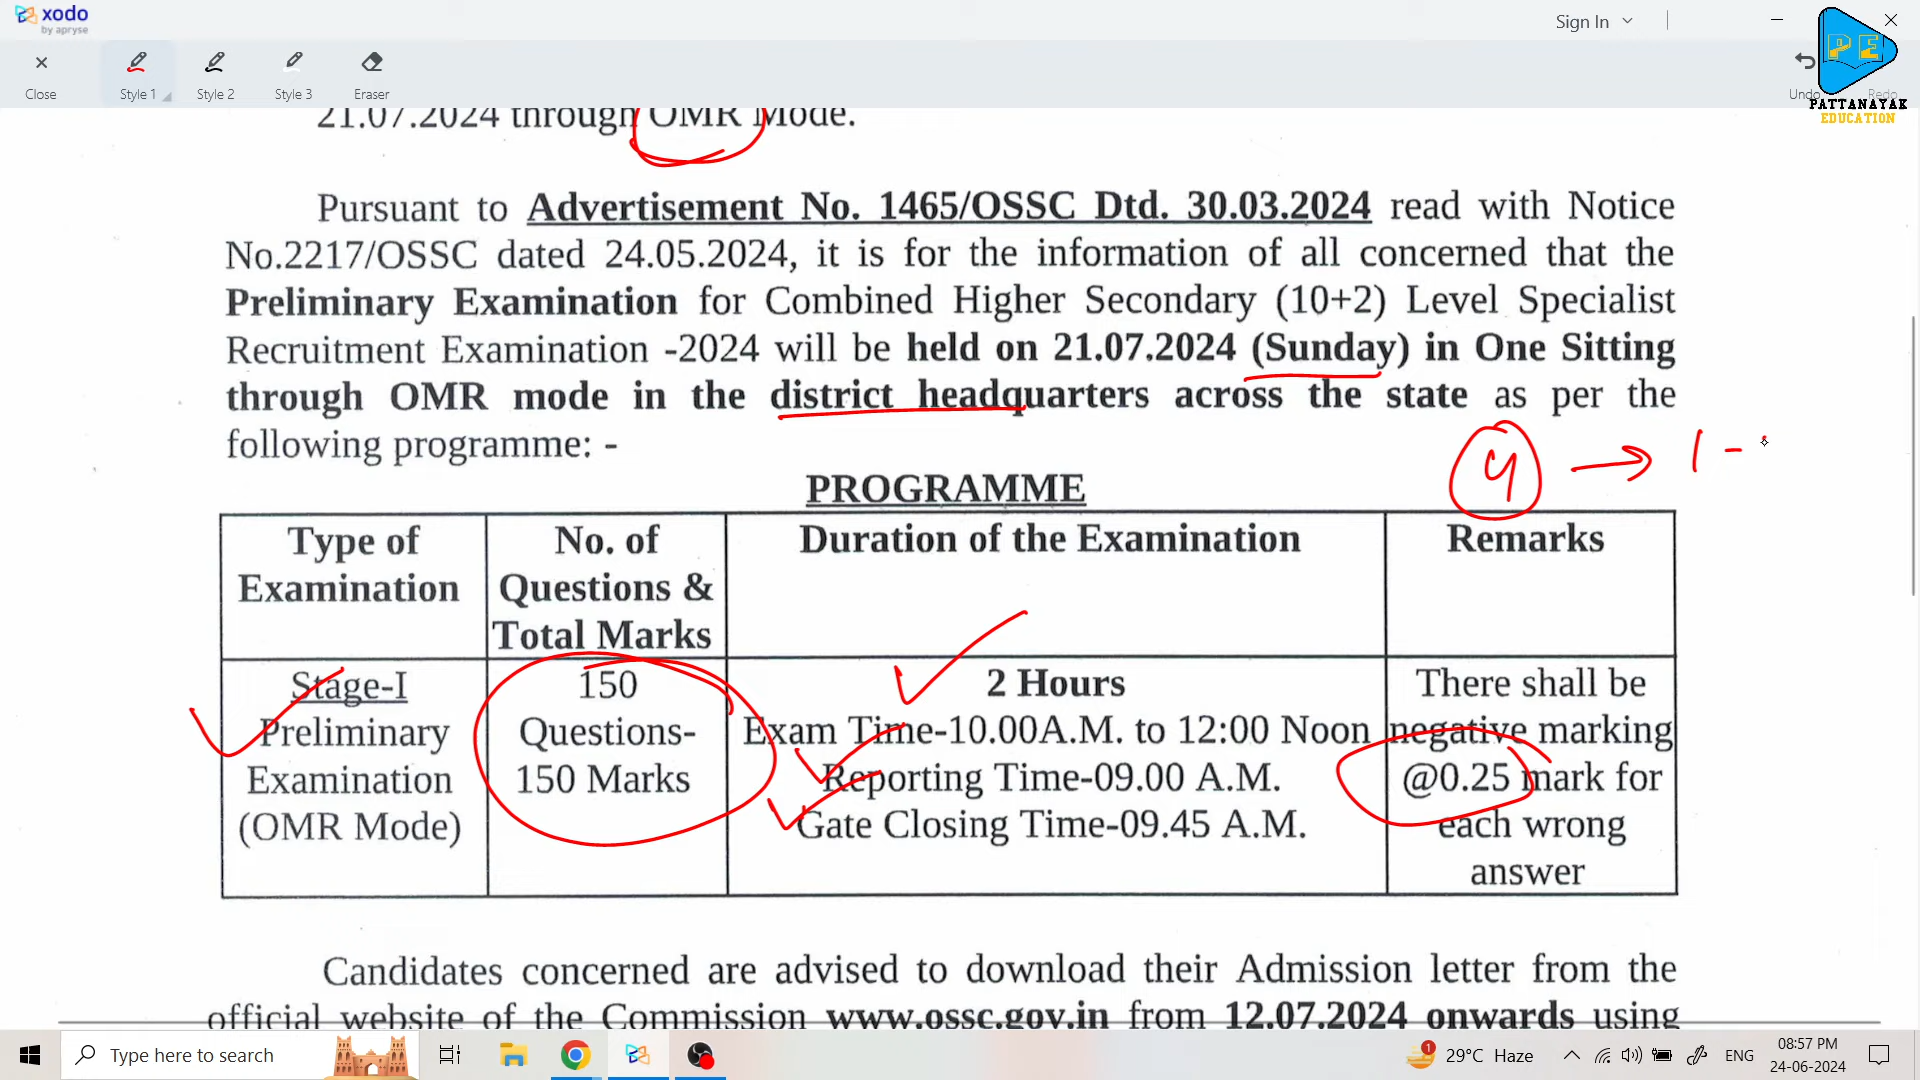 xodo
by apryse
Sign In
Close
Style 1
Style 2
Style 3
Eraser
Undo
Redo
PE
PATTANAYAK
EDUCATION
21.07.2024 through OMR Mode.
Pursuant to Advertisement No. 1465/OSSC Dtd. 30.03.2024 read with Notice
No.2217/OSSC dated 24.05.2024, it is for the information of all concerned that the
Preliminary Examination for Combined Higher Secondary (10+2) Level Specialist
Recruitment Examination -2024 will be held on 21.07.2024 (Sunday) in One Sitting
through OMR mode in the district headquarters across the state as per the
following programme: -
4 → 1 -
PROGRAMME
Type of
Examination
No. of
Questions &
Total Marks
Duration of the Examination
Remarks
Stage-I
Preliminary
Examination
(OMR Mode)
150
Questions-
150 Marks
2 Hours
Exam Time-10.00A.M. to 12:00 Noon
Reporting Time-09.00 A.M.
Gate Closing Time-09.45 A.M.
There shall be
negative marking
@0.25 mark for
each wrong
answer
Candidates concerned are advised to download their Admission letter from the
official website of the Commission www.ossc.gov.in from 12.07.2024 onwards using
Type here to search
1
29°C Haze
ENG
08:57 PM
24-06-2024